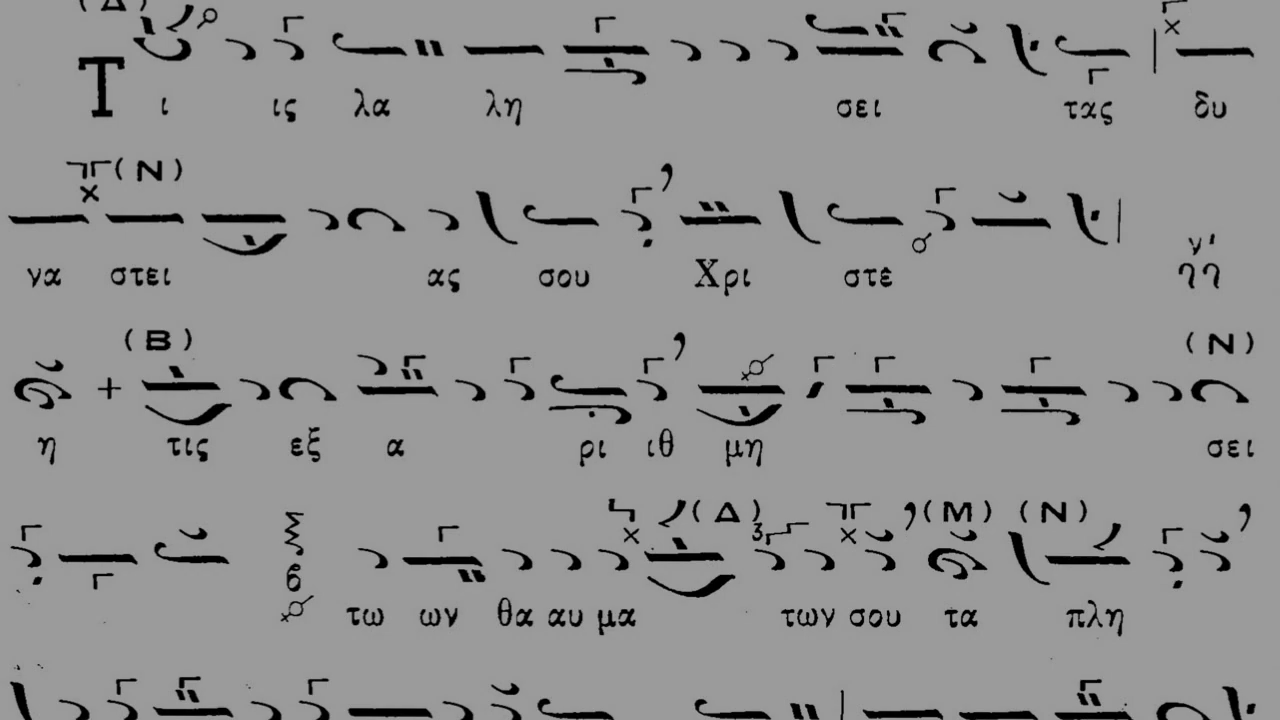 (Δ)
Τ ι ις λα λη σει τας δυ
(Ν)
να στει ας σου Χρι στε
(Β) (Ν)
η τις εξ α ρι ιθ μη σει
(Δ) (Μ) (Ν)
τω ων θα αυ μα των σου τα πλη